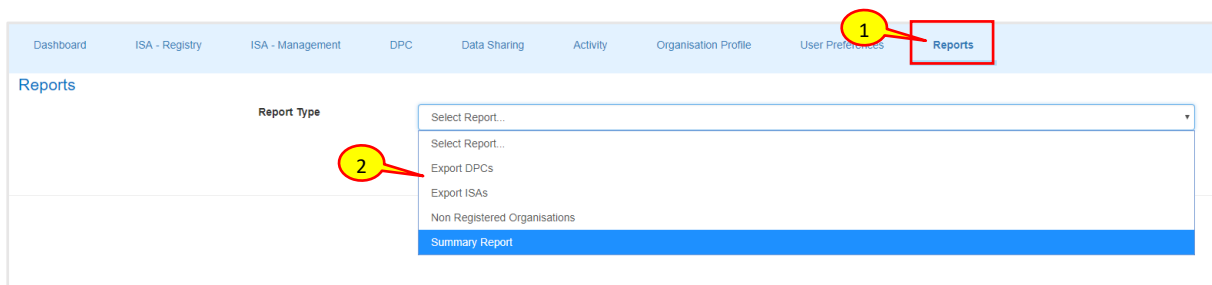 1
Dashboard ISA - Registry ISA - Management DPC Data Sharing Activity Organisation Profile User Preferences Reports
Reports
Report Type
Select Report...
Select Report...
2
Export DPCs
Export ISAs
Non Registered Organisations
Summary Report